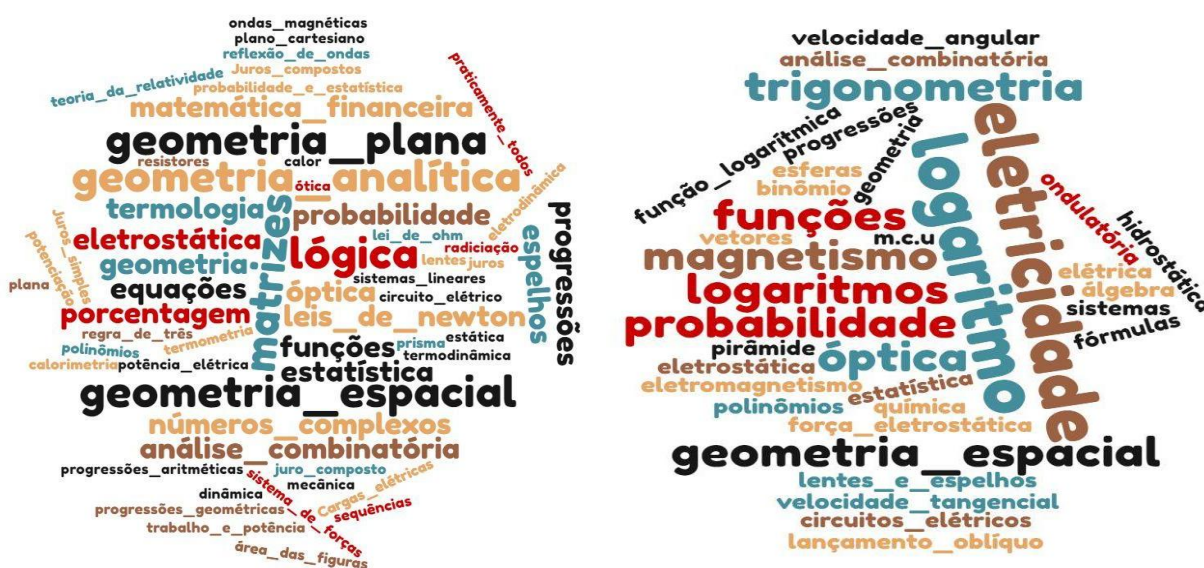 ondas_magnéticas
plano_cartesiano
reflexão_de_ondas
teoria_da_relatividade
Juros_compostos
probabilidade_e_estatística
praticamente_todos
matemática_financeira
geometria_plana
resistores
calor
geometria_analítica
ótica
eletrodinâmica
termologia
matrizes
probabilidade
progressões
eletrostática
lei_de_ohm
radiciação
espelhos
lógica
geometria
lentes
juros
Juros_simples
potenciação
plana
equações
sistemas_lineares
óptica
circuito_elétrico
porcentagem
leis_de_newton
regra_de_três
termometria
funções
prisma
estática
polinômios
termodinâmica
calorimetria
potência_elétrica
estatística
geometria_espacial
números_complexos
análise_combinatória
progressões_aritméticas
sistema_de_forças
juro_composto
mecânica
dinâmica
Cargas_elétricas
progressões_geométricas
sequências
trabalho_e_potência
área_das_figuras
velocidade_angular
análise_combinatória
trigonometria
função_logarítmica
progressões
geometria
logaritmo
eletricidade
esferas
binômio
ondulatória
funções
hidrostática
vetores
m.c.u
magnetismo
elétrica
álgebra
logaritmos
sistemas
probabilidade
fórmulas
pirâmide
óptica
eletrostática
eletromagnetismo
estatística
polinômios
química
força_eletrostática
geometria_espacial
lentes_e_espelhos
velocidade_tangencial
circuitos_elétricos
lançamento_oblíquo